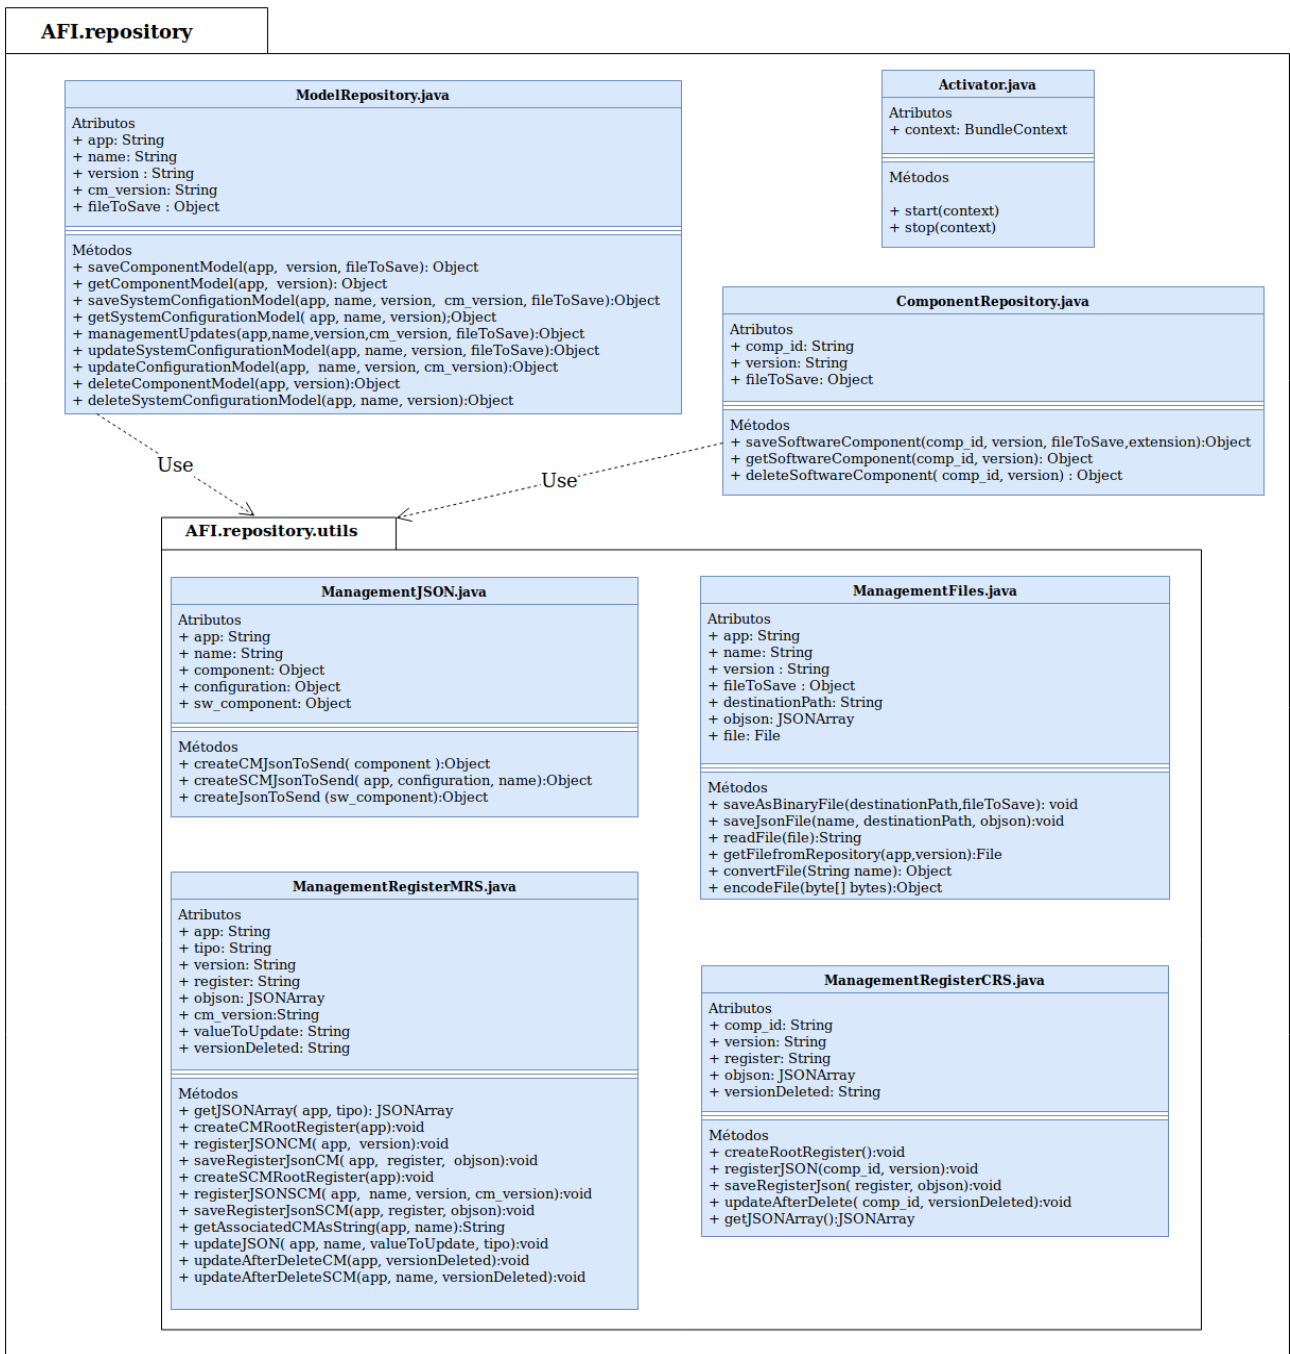 AFI.repository
ModelRepository.java
Atributos
+ app: String
+ name: String
+ version : String
+ cm_version: String
+ fileToSave : Object
Métodos
+ saveComponentModel(app,  version, fileToSave): Object
+ getComponentModel(app,  version): Object
+ saveSystemConfigationModel(app, name, version,  cm_version, fileToSave):Object
+ getSystemConfigurationModel( app, name, version);Object
+ managementUpdates(app,name,version,cm_version, fileToSave):Object
+ updateSystemConfigurationModel(app, name, version, fileToSave):Object
+ updateConfigurationModel(app,  name, version, cm_version):Object
+ deleteComponentModel(app, version):Object
+ deleteSystemConfigurationModel(app, name, version):Object
Activator.java
Atributos
+ context: BundleContext
Métodos
+ start(context)
+ stop(context)
ComponentRepository.java
Atributos
+ comp_id: String
+ version: String
+ fileToSave: Object
Métodos
+ saveSoftwareComponent(comp_id, version, fileToSave,extension):Object
+ getSoftwareComponent(comp_id, version): Object
+ deleteSoftwareComponent( comp_id, version) : Object
Use
Use
AFI.repository.utils
ManagementJSON.java
Atributos
+ app: String
+ name: String
+ component: Object
+ configuration: Object
+ sw_component: Object
Métodos
+ createCMJsonToSend( component ):Object
+ createSCMJsonToSend( app, configuration, name):Object
+ createJsonToSend (sw_component):Object
ManagementFiles.java
Atributos
+ app: String
+ name: String
+ version : String
+ fileToSave : Object
+ destinationPath: String
+ objson: JSONArray
+ file: File
Métodos
+ saveAsBinaryFile(destinationPath,fileToSave): void
+ saveJsonFile(name, destinationPath, objson):void
+ readFile(file):String
+ getFilefromRepository(app,version):File
+ convertFile(String name): Object
+ encodeFile(byte[] bytes):Object
ManagementRegisterMRS.java
Atributos
+ app: String
+ tipo: String
+ version: String
+ register: String
+ objson: JSONArray
+ cm_version:String
+ valueToUpdate: String
+ versionDeleted: String
Métodos
+ getJSONArray( app, tipo): JSONArray
+ createCMRootRegister(app):void
+ registerJSONCM( app,  version):void
+ saveRegisterJsonCM( app,  register,  objson):void
+ createSCMRootRegister(app):void
+ registerJSONSCM( app,  name, version, cm_version):void
+ saveRegisterJsonSCM(app, register, objson):void
+ getAssociatedCMAsString(app, name):String
+ updateJSON( app, name, valueToUpdate, tipo):void
+ updateAfterDeleteCM(app, versionDeleted):void
+ updateAfterDeleteSCM(app, name, versionDeleted):void
ManagementRegisterCRS.java
Atributos
+ comp_id: String
+ version: String
+ register: String
+ objson: JSONArray
+ versionDeleted: String
Métodos
+ createRootRegister():void
+ registerJSON(comp_id, version):void
+ saveRegisterJson( register, objson):void
+ updateAfterDelete( comp_id, versionDeleted):void
+ getJSONArray():JSONArray